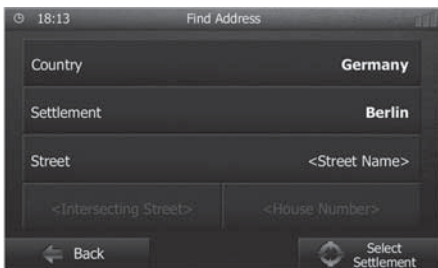 18:13 Find Address
Country Germany
Settlement Berlin
Street <Street Name>
<Intersecting Street> <House Number>
Back Select
Settlement